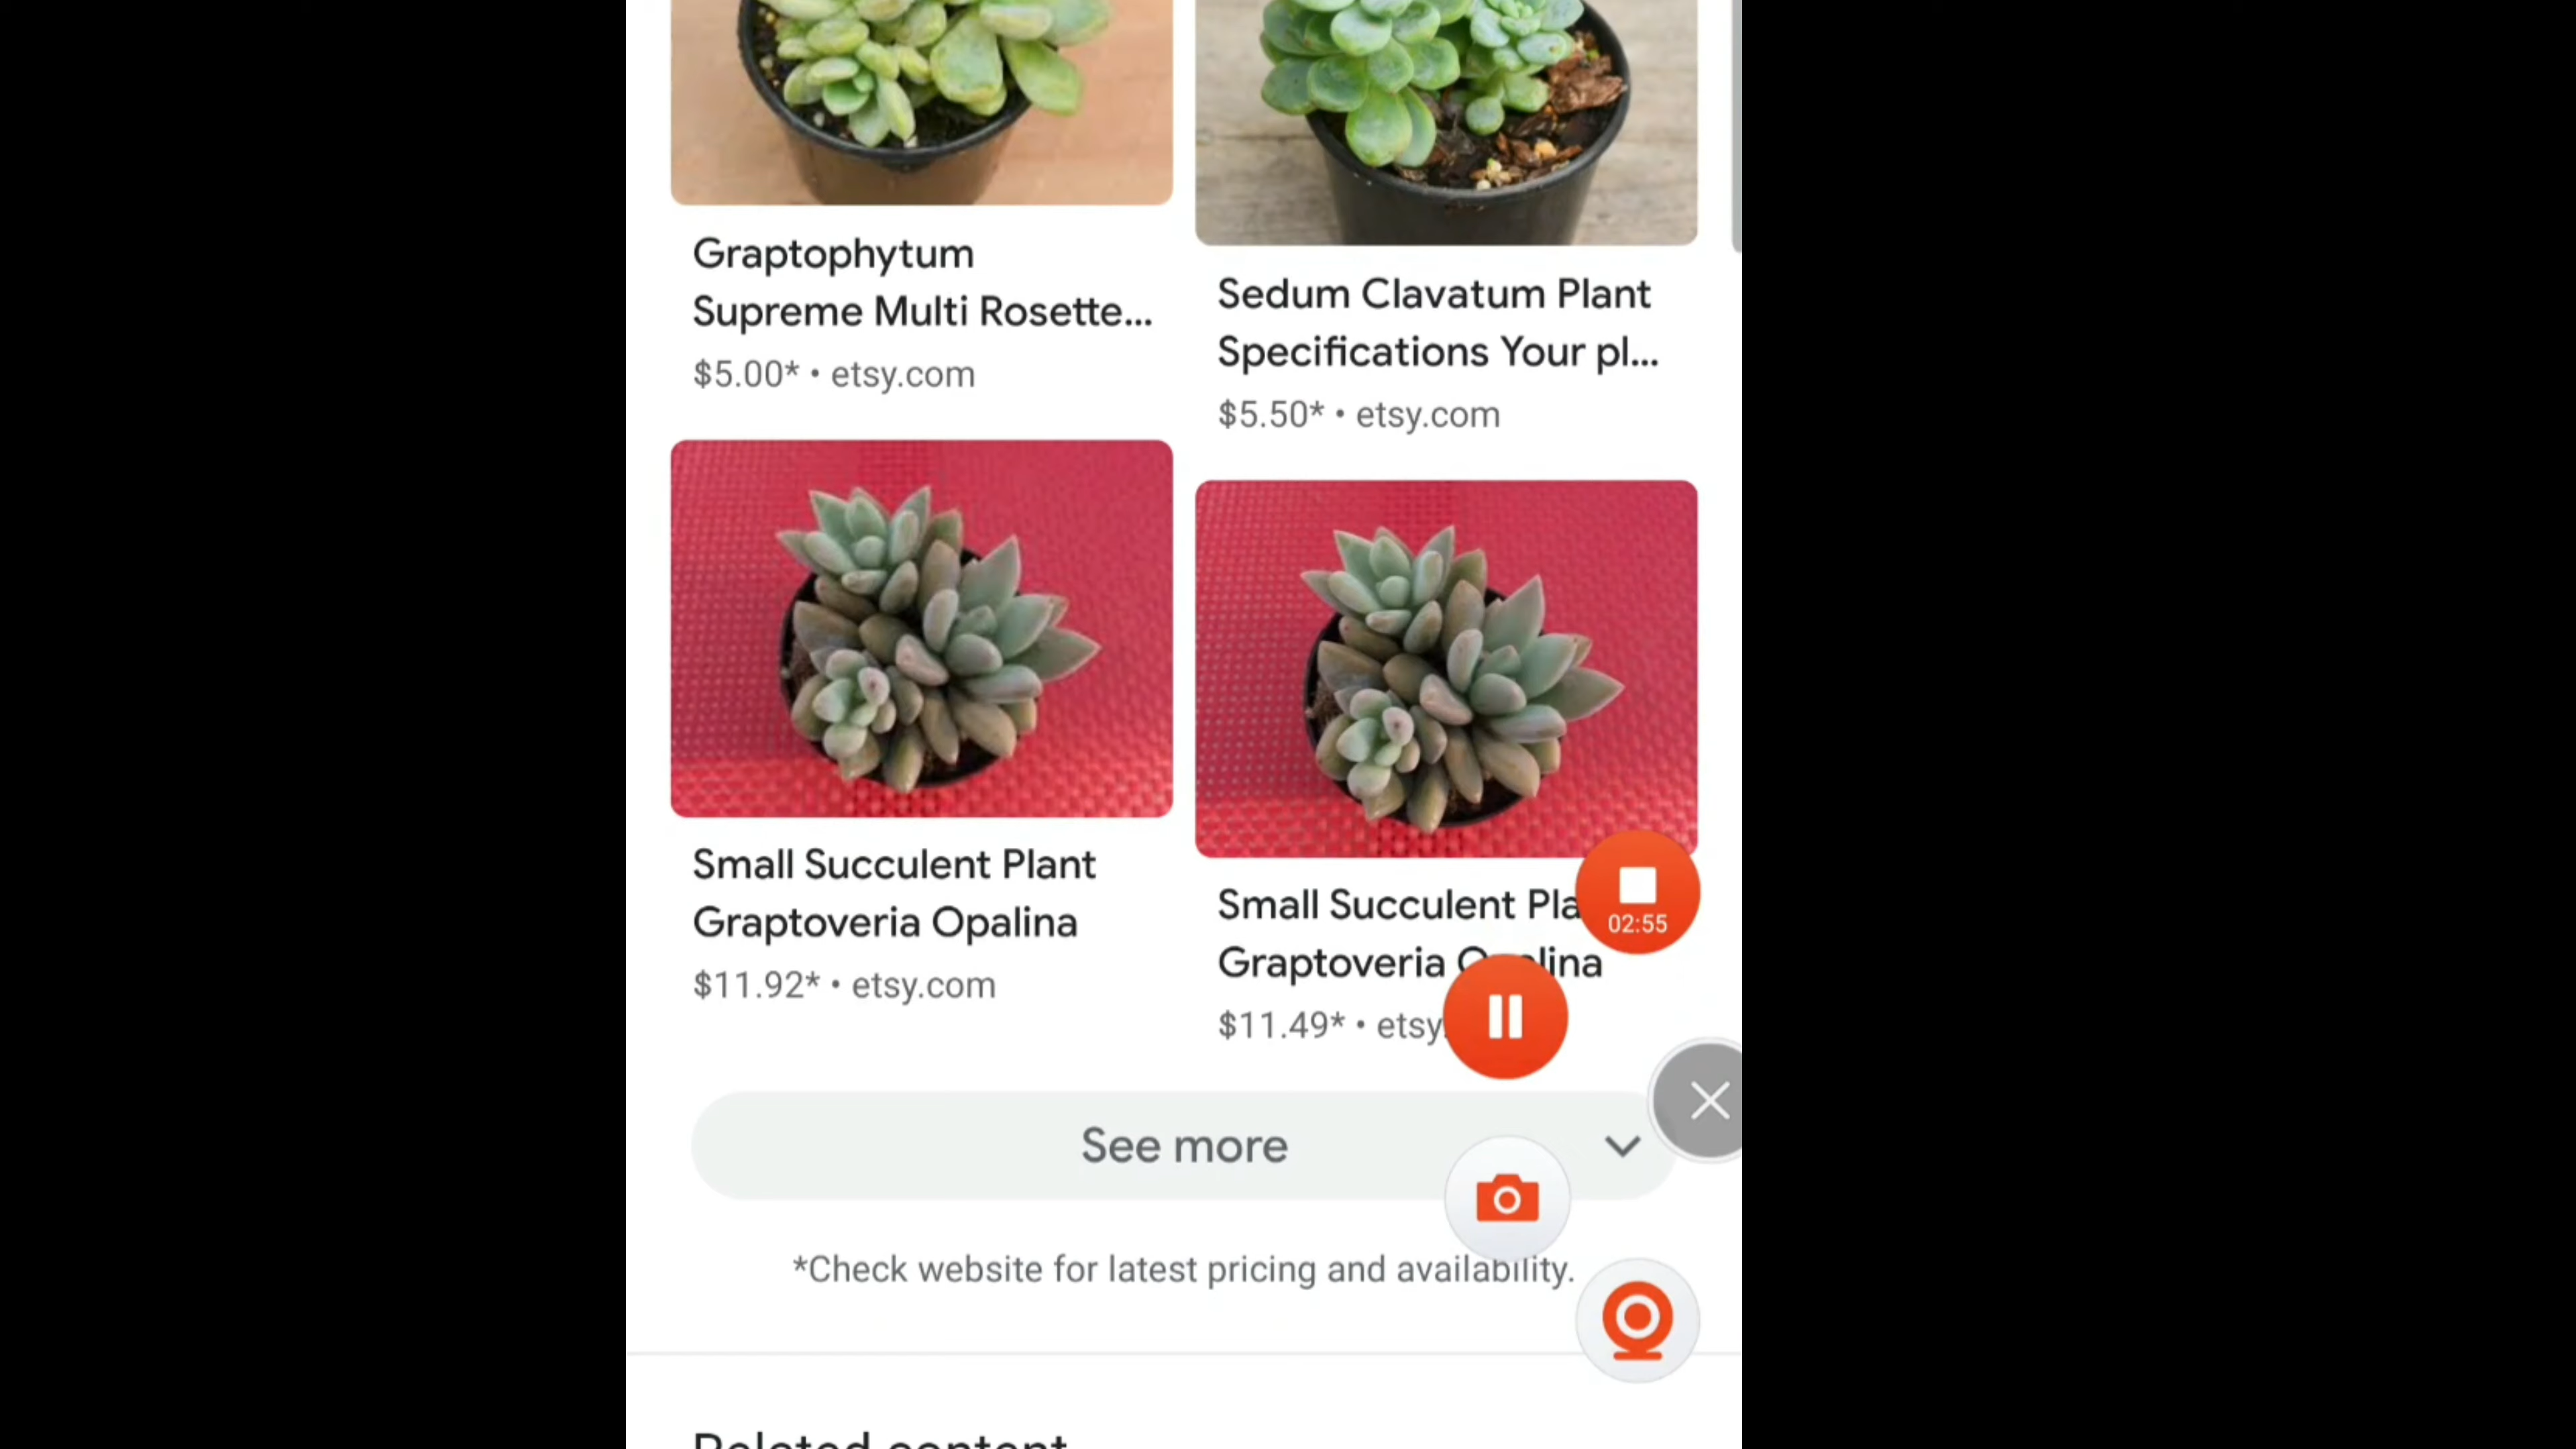 Graptophytum
Supreme Multi Rosette...
$5.00* • etsy.com
Sedum Clavatum Plant
Specifications Your pl...
$5.50* • etsy.com
Small Succulent Plant
Graptoveria Opalina
$11.92* • etsy.com
Small Succulent Pla
Graptoveria O lina
$11.49* • etsy.
02:55
See more
*Check website for latest pricing and availability.
Related content